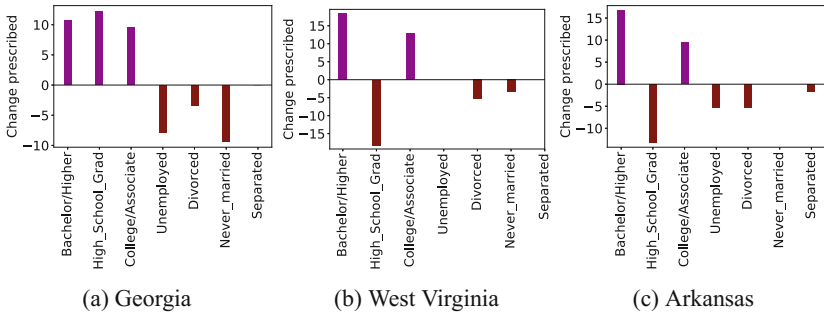 Change prescribed
10
5
0
−5
−10
Bachelor/Higher
High_School_Grad
College/Associate
Unemployed
Divorced
Never_married
Separated
(a) Georgia
Change prescribed
15
10
5
0
−5
−10
−15
Bachelor/Higher
High_School_Grad
College/Associate
Unemployed
Divorced
Never_married
Separated
(b) West Virginia
Change prescribed
15
10
5
0
−5
−10
Bachelor/Higher
High_School_Grad
College/Associate
Unemployed
Divorced
Never_married
Separated
(c) Arkansas